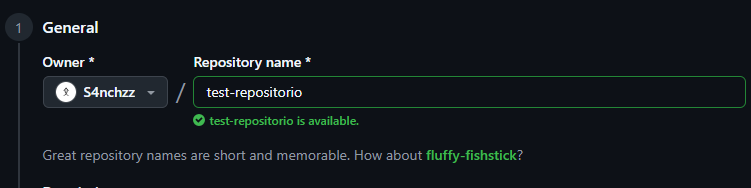 1 General
Owner * Repository name *
S4nchzz / test-repositorio
test-repositorio is available.
Great repository names are short and memorable. How about fluffy-fishstick?